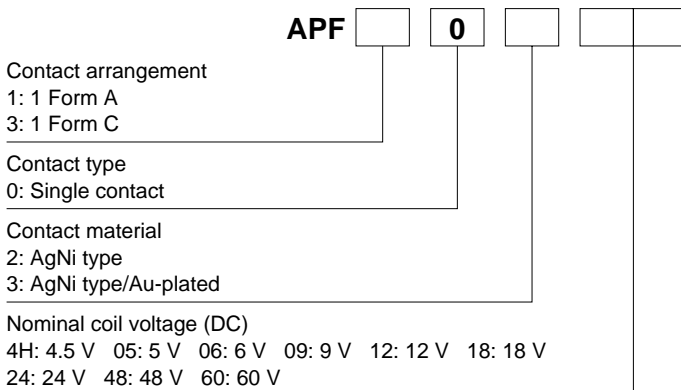 APF 0
Contact arrangement
1: 1 Form A
3: 1 Form C
Contact type
0: Single contact
Contact material
2: AgNi type
3: AgNi type/Au-plated
Nominal coil voltage (DC)
4H: 4.5 V 05: 5 V 06: 6 V 09: 9 V 12: 12 V 18: 18 V
24: 24 V 48: 48 V 60: 60 V